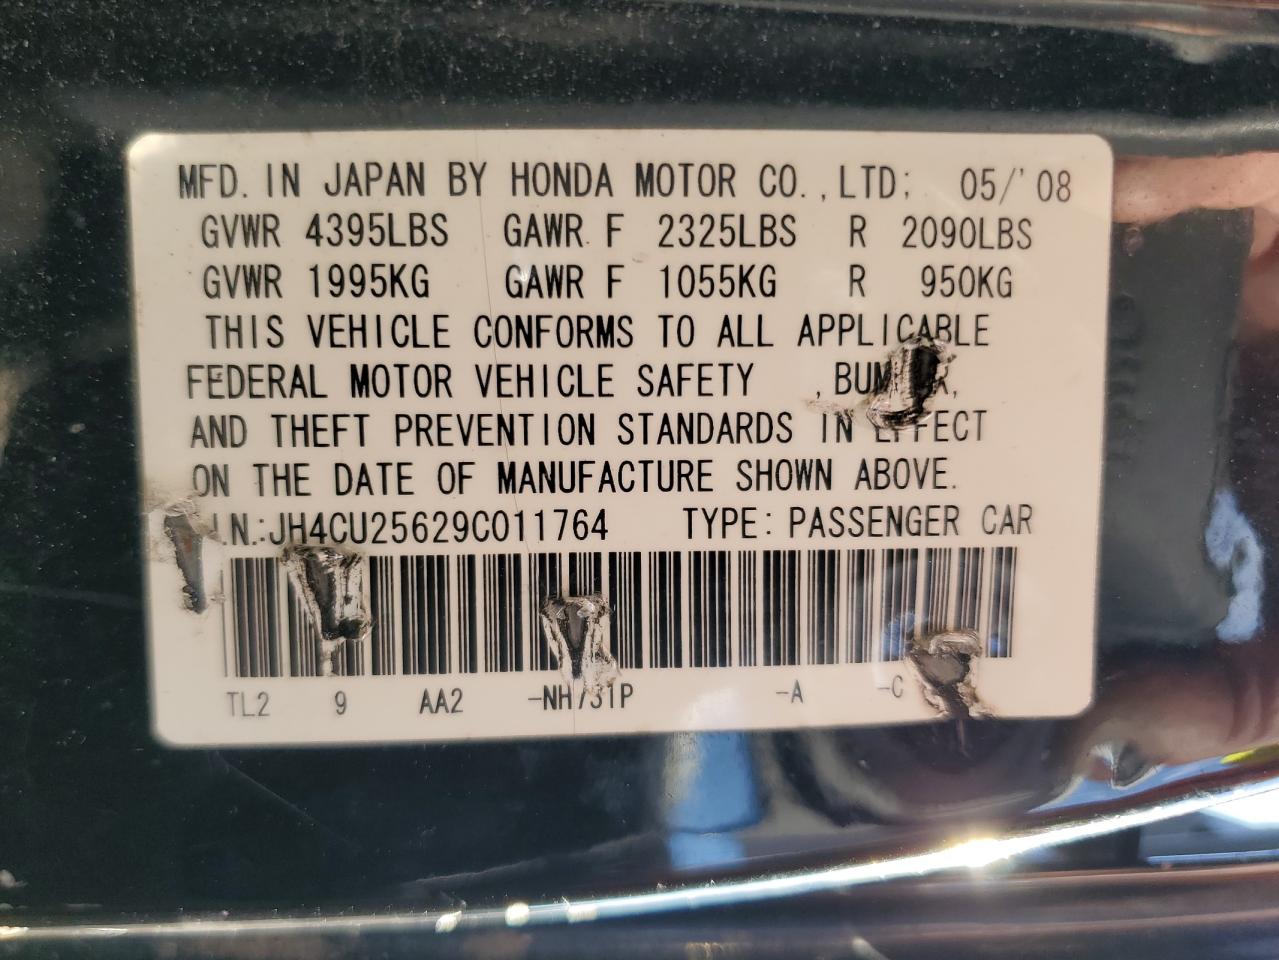 MFD. IN JAPAN BY HONDA MOTOR CO., LTD; 05/'08
GVWR 4395LBS GAWR F 2325LBS R 2090LBS
GVWR 1995KG GAWR F 1055KG R 950KG
THIS VEHICLE CONFORMS TO ALL APPLICABLE
FEDERAL MOTOR VEHICLE SAFETY ,
AND THEFT PREVENTION STANDARDS IN EFFECT
ON THE DATE OF MANUFACTURE SHOWN ABOVE.
JH4CU25629C011764 TYPE: PASSENGER CAR
TL2 9 AA2 -NH731P -A -C